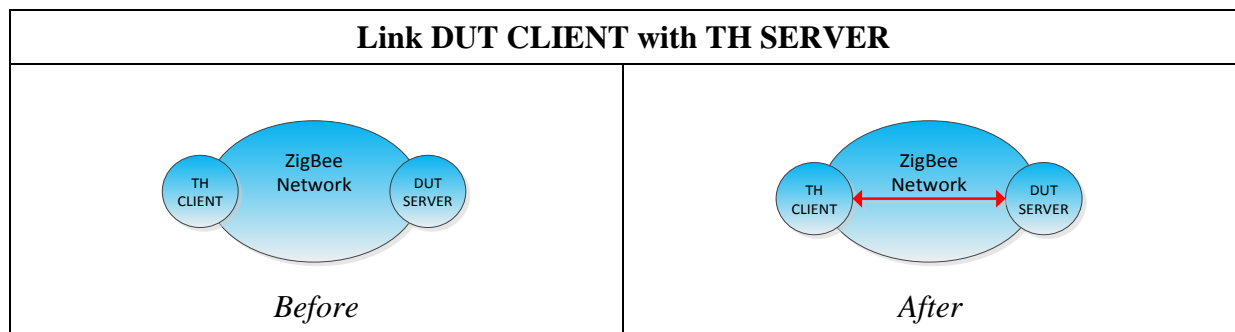 Link DUT CLIENT with TH SERVER
ZigBee
Network
TH
CLIENT
DUT
SERVER
Before
ZigBee
Network
TH
CLIENT
DUT
SERVER
After